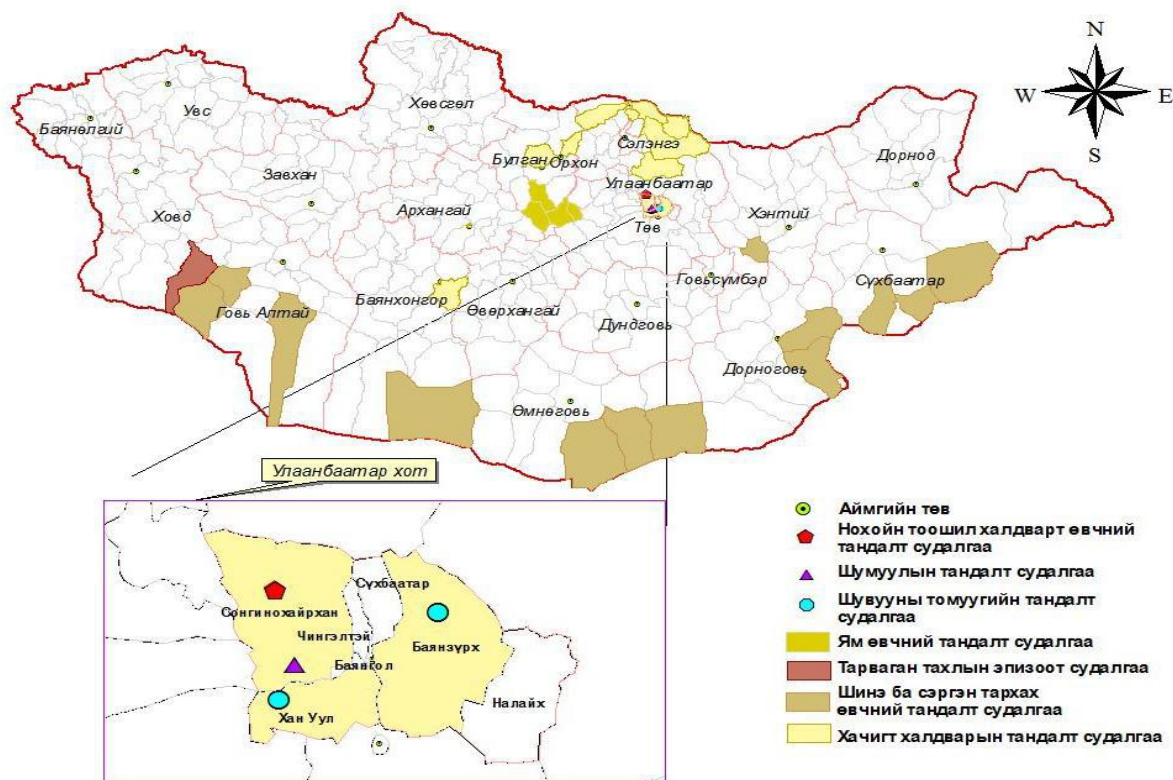 N
W
E
S
Увс
Хөвсгөл
Баянөлгий
Сэлэнгэ
Булган
Орхон
Дорнод
Завхан
Улаанбаатар
Архангай
Хэнтий
Ховд
Төв
Говьсүмбэр
Сүхбаатар
Баянхонгор
Говь Алтай
Өвөрхангай
Дундговь
Дорноговь
Өмнөговь
Улаанбаатар хот
Сүхбаатар
Сонгинохайрхан
Чингэлтэй
Баянзүрх
Баянгол
Налайх
Хан Уул
Аймгийн төв
Нохойн тоошил халдварт өвчний
тандалт судалгаа
Шумуулын тандалт судалгаа
Шувууны томуугийн тандалт
судалгаа
Ям өвчний тандалт судалгаа
Тарваган тахлын эпизоот судалгаа
Шинэ ба сэргэн тархах
өвчний тандалт судалгаа
Хачигт халдварын тандалт судалгаа